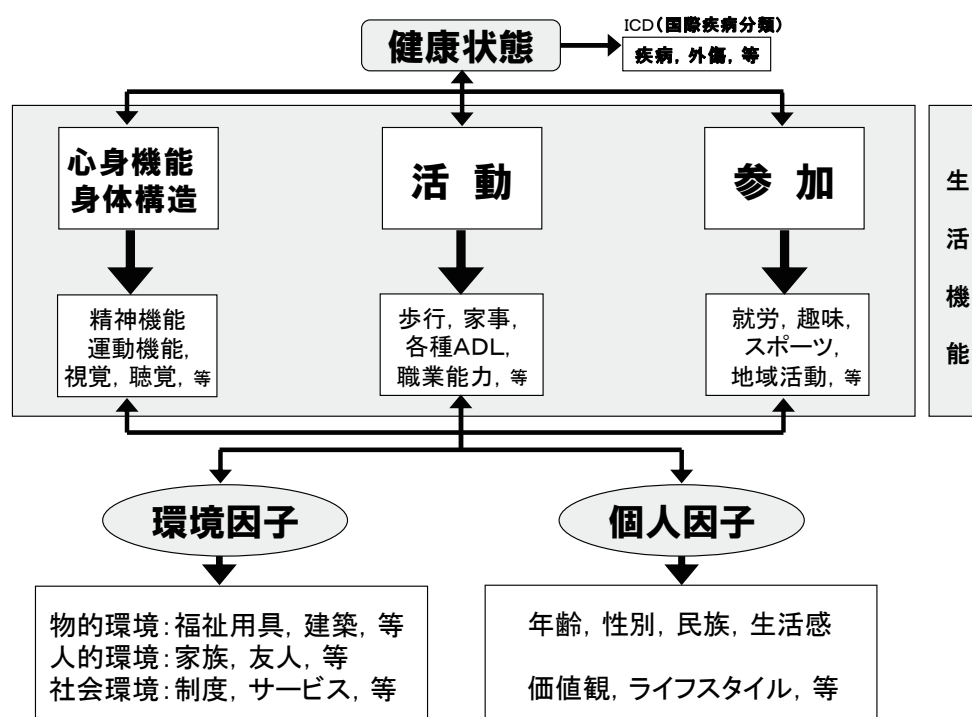 ICD(国際疾病分類)
健康状態
疾病, 外傷, 等
心身機能
身体構造
活 動
参 加
生
活
機
能
精神機能
運動機能,
視覚, 聴覚, 等
歩行, 家事,
各種ADL,
職業能力, 等
就労, 趣味,
スポーツ,
地域活動, 等
環境因子
個人因子
物的環境:福祉用具, 建築, 等
人的環境:家族, 友人, 等
社会環境:制度, サービス, 等
年齢, 性別, 民族, 生活感
価値観, ライフスタイル, 等